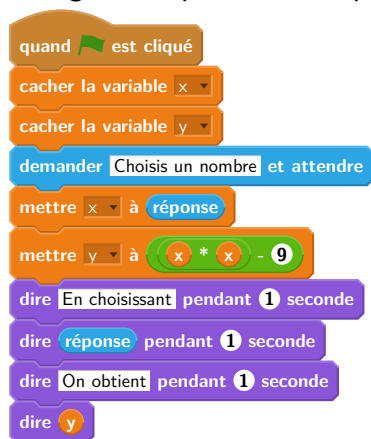 quand est cliqué
cacher la variable x
cacher la variable y
demander Choisis un nombre et attendre
mettre x à réponse
mettre y à x * x - 9
dire En choisissant pendant 1 seconde
dire réponse pendant 1 seconde
dire On obtient pendant 1 seconde
dire y